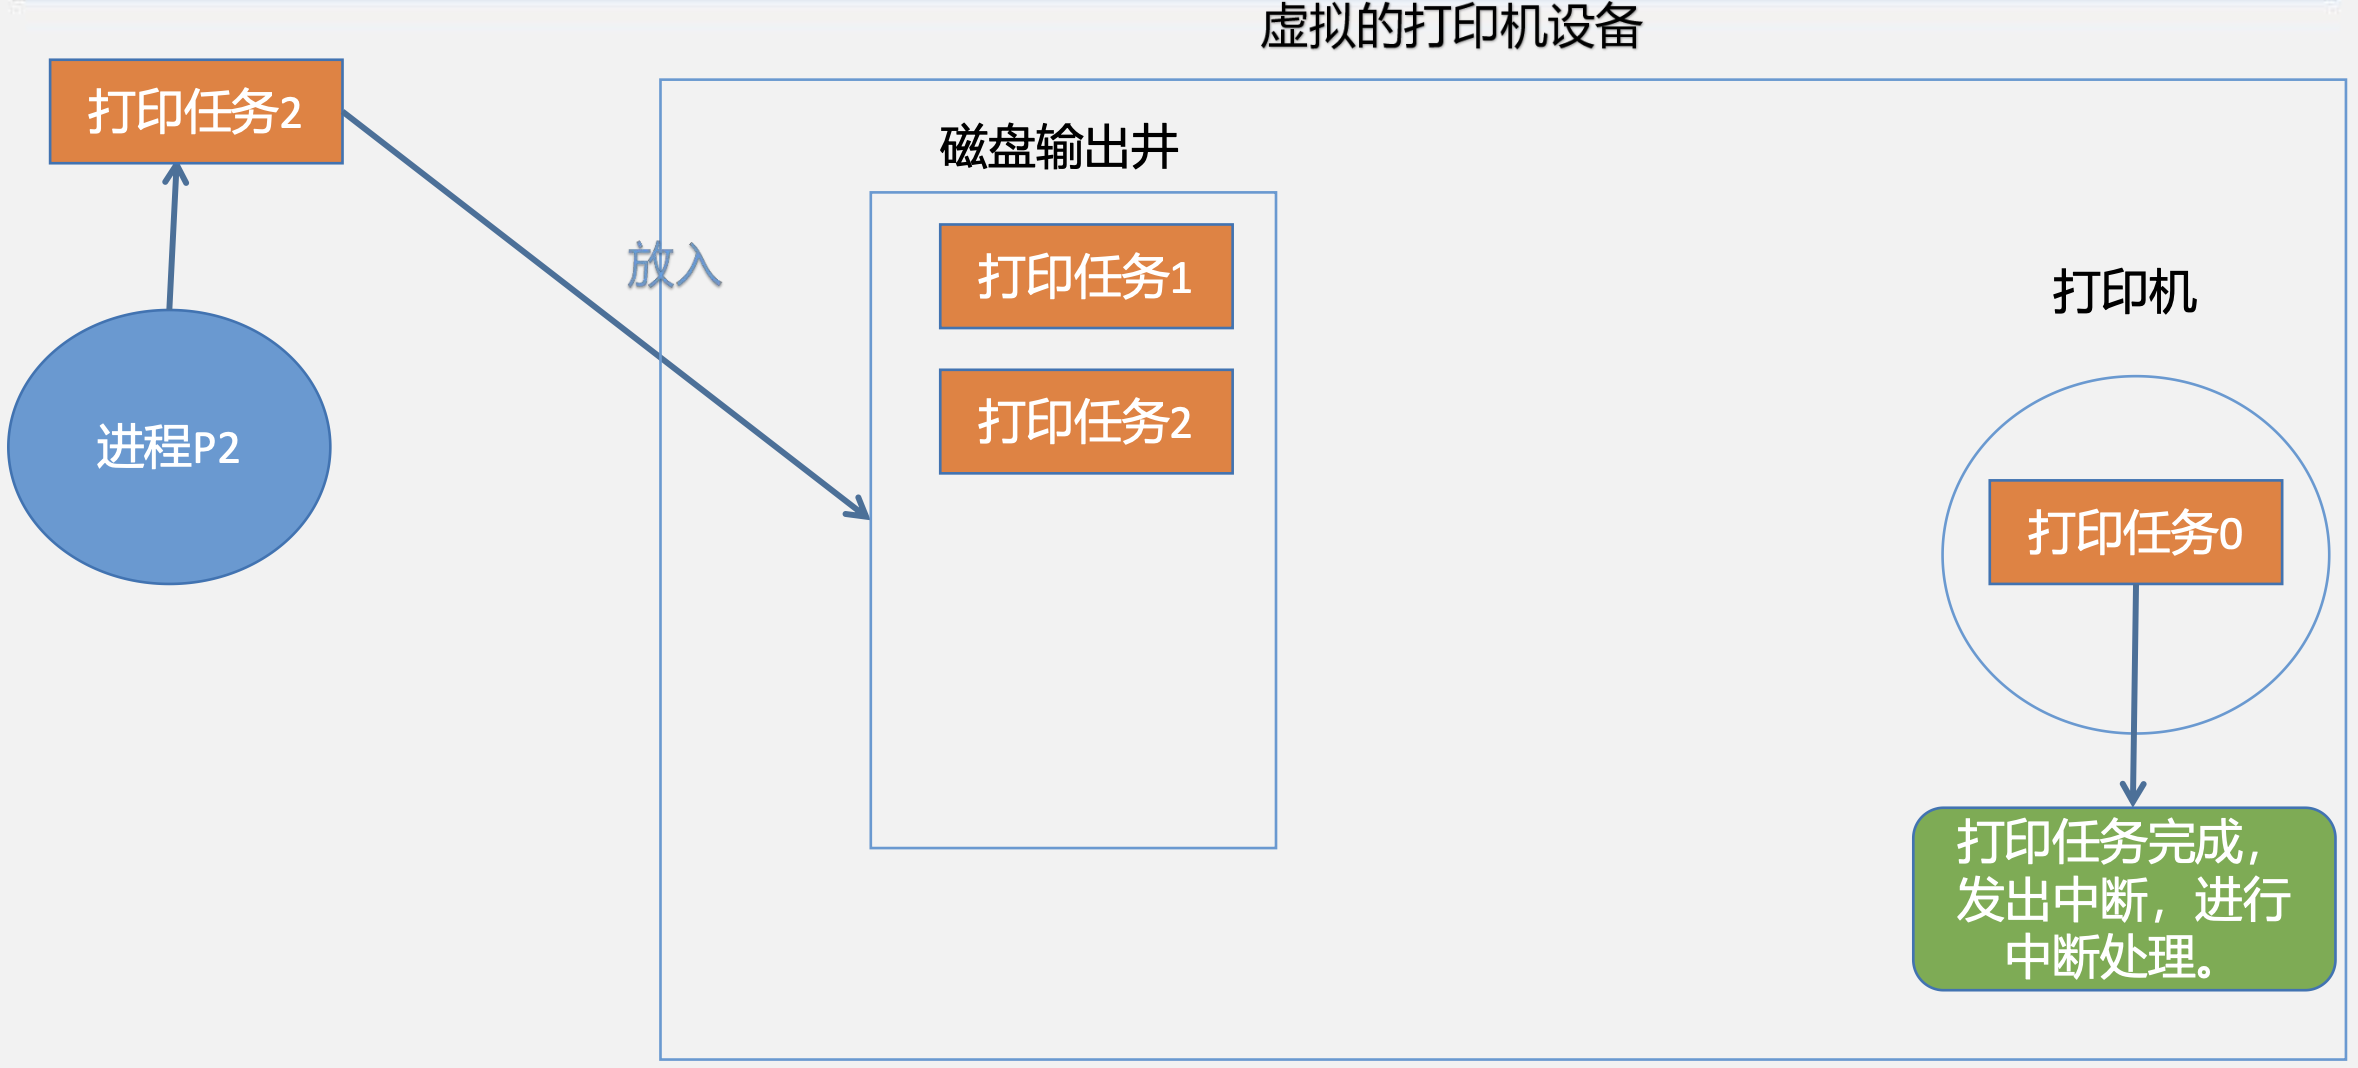 虚拟的打印机设备
打印任务2
磁盘输出井
放入
打印任务1
打印机
打印任务2
进程P2
打印任务0
打印任务完成，
发出中断，进行
中断处理。